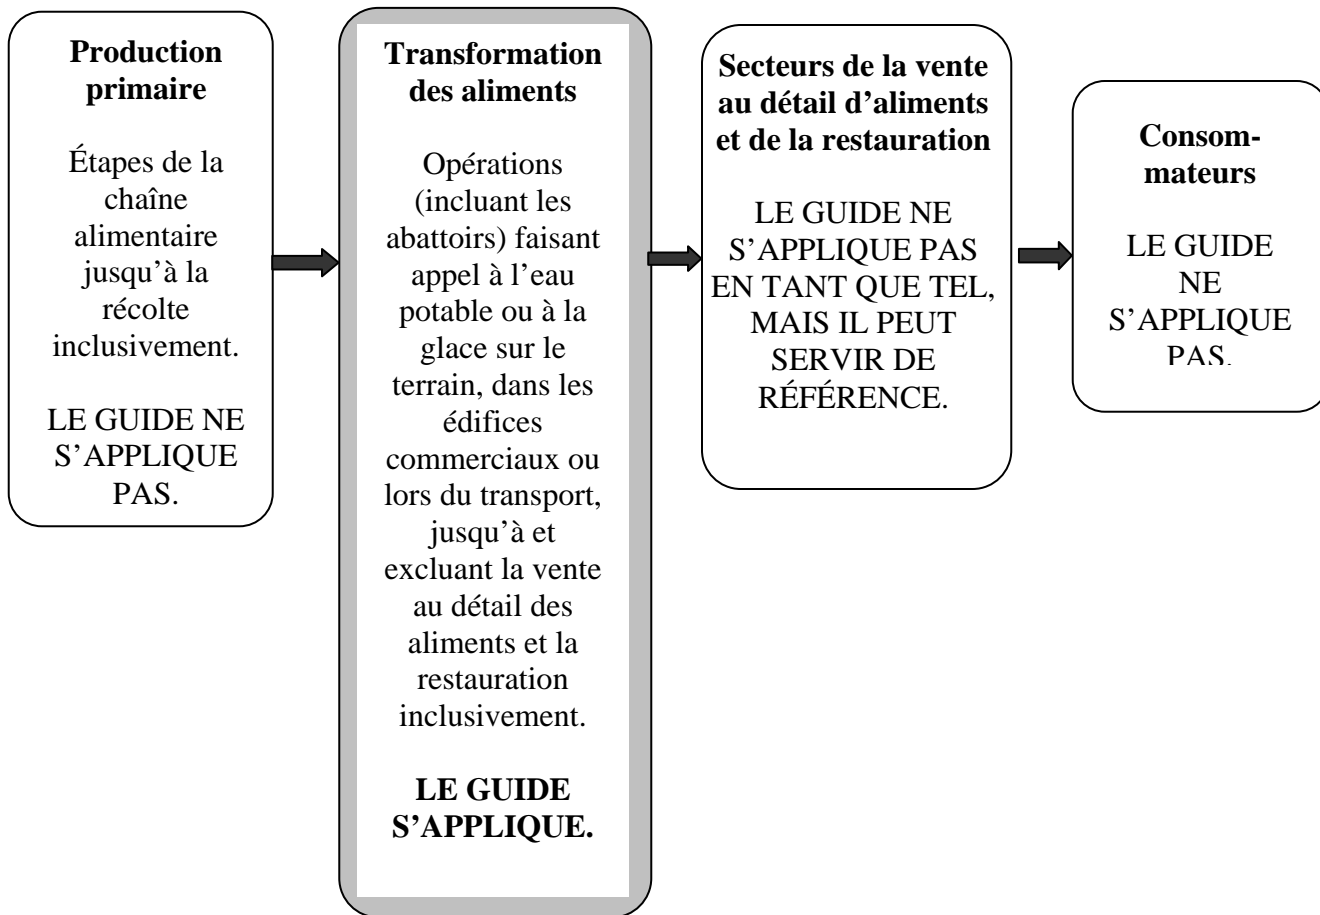 Production
primaire
Étapes de la
chaîne
alimentaire
jusqu’à la
récolte
inclusivement.
LE GUIDE NE
S’APPLIQUE
PAS.
Transformation
des aliments
Opérations
(incluant les
abattoirs) faisant
appel à l’eau
potable ou à la
glace sur le
terrain, dans les
édifices
commerciaux ou
lors du transport,
jusqu’à et
excluant la vente
au détail des
aliments et la
restauration
inclusivement.
LE GUIDE
S’APPLIQUE.
Secteurs de la vente
au détail d’aliments
et de la restauration
LE GUIDE NE
S’APPLIQUE PAS
EN TANT QUE TEL,
MAIS IL PEUT
SERVIR DE
RÉFÉRENCE.
Consom-
mateurs
LE GUIDE
NE
S’APPLIQUE
PAS.